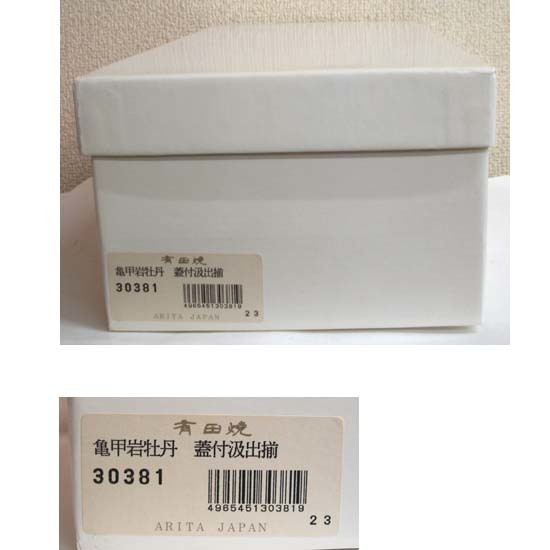 有田焼
亀甲岩牡丹 蓋付汲出揃
30381
4965451303819
23
ARITA JAPAN
有田焼
亀甲岩牡丹 蓋付汲出揃
30381
4965451303819
23
ARITA JAPAN